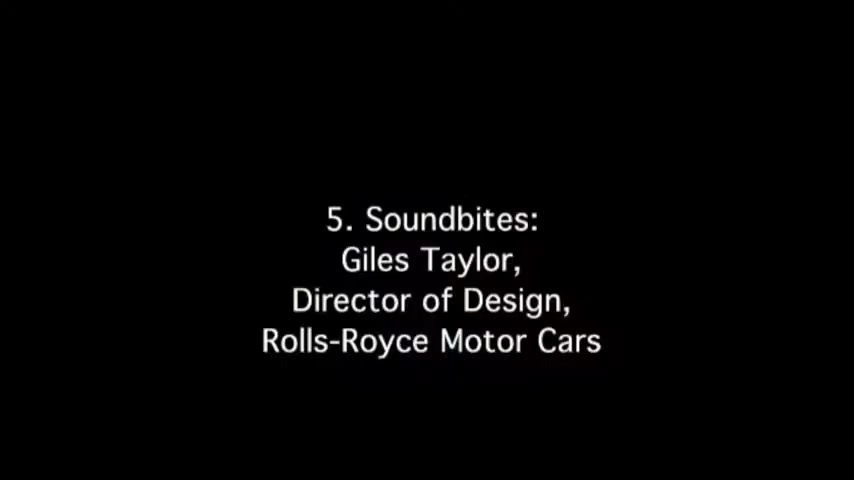 5. Soundbites:
Giles Taylor,
Director of Design,
Rolls-Royce Motor Cars